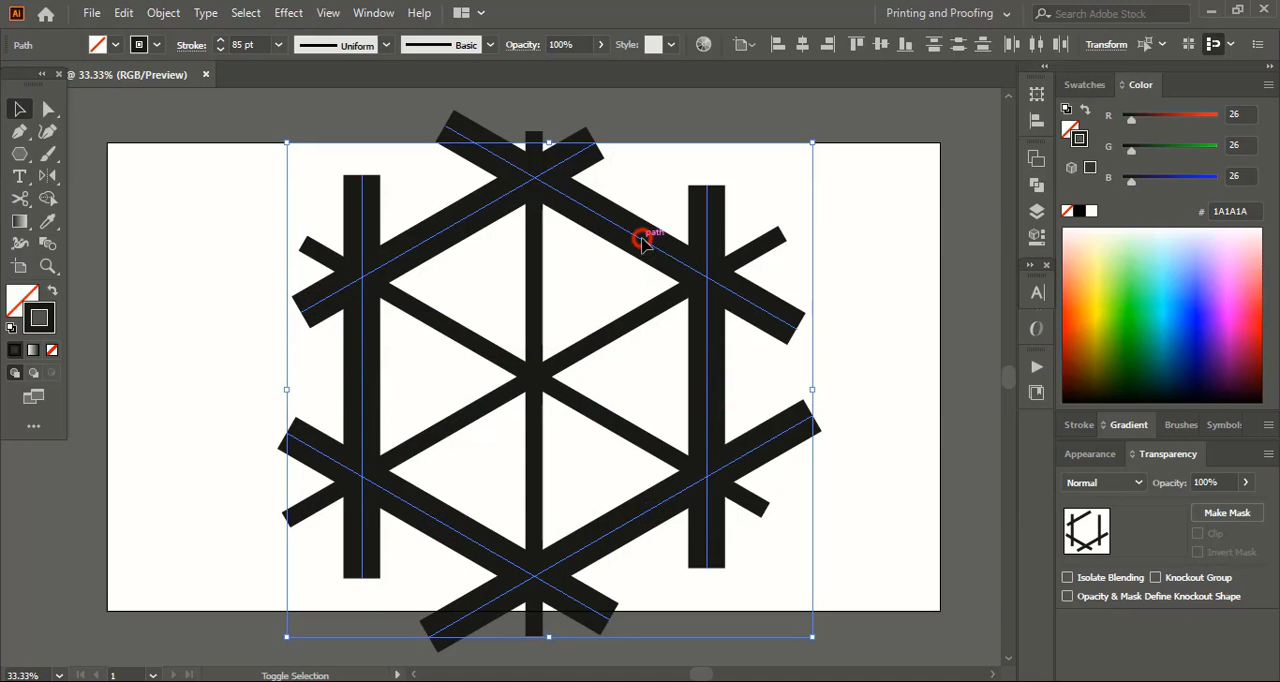 Ai File Edit Object Type Select Effect View Window Help Printing and Proofing Search Adobe Stock
Path Stroke: 85 pt Uniform Basic Opacity: 100% Style: Transform
@ 33.33% (RGB/Preview)
Swatches Color
R 26
G 26
B 26
# 1A1A1A
path
Stroke Gradient Brushes Symbols
Appearance Transparency
Normal Opacity: 100%
Make Mask
Clip
Invert Mask
Isolate Blending Knockout Group
Opacity & Mask Define Knockout Shape
33.33% 1 Toggle Selection